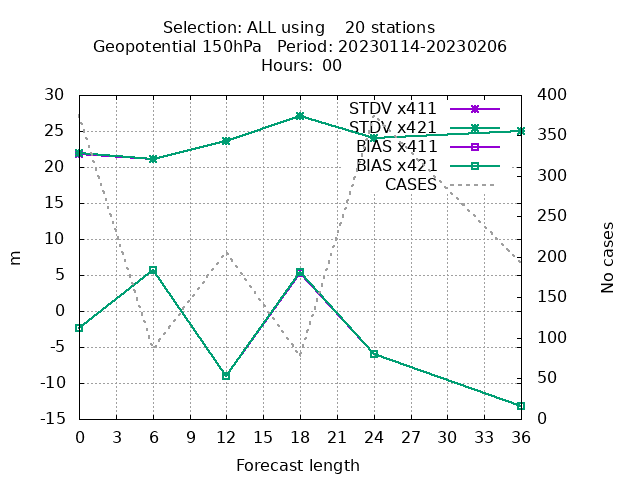 Selection: ALL using    20 stations
Geopotential 150hPa   Period: 20230114-20230206
Hours: 00
STDV x411
STDV x421
BIAS x411
BIAS x421
CASES
30
25
20
15
10
5
0
-5
-10
-15
m
400
350
300
250
200
150
100
50
0
No cases
0 3 6 9 12 15 18 21 24 27 30 33 36
Forecast length